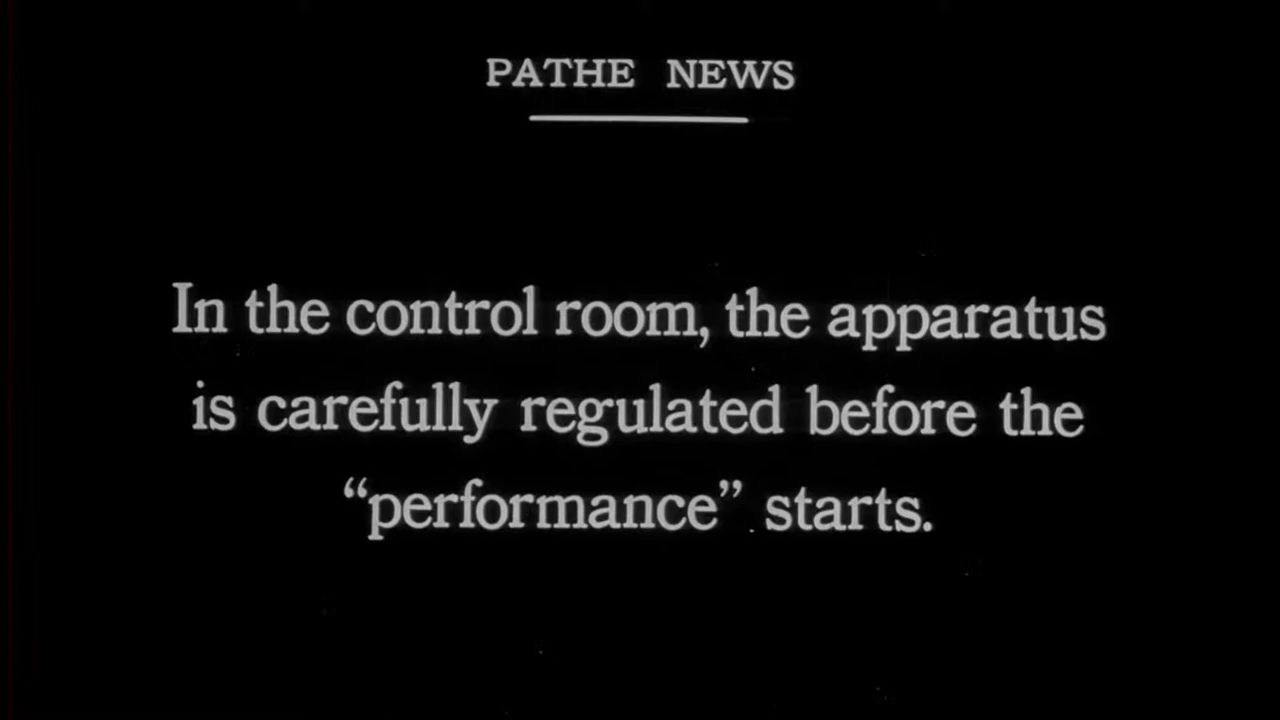 PATHE NEWS
In the control room, the apparatus
is carefully regulated before the
“performance” starts.